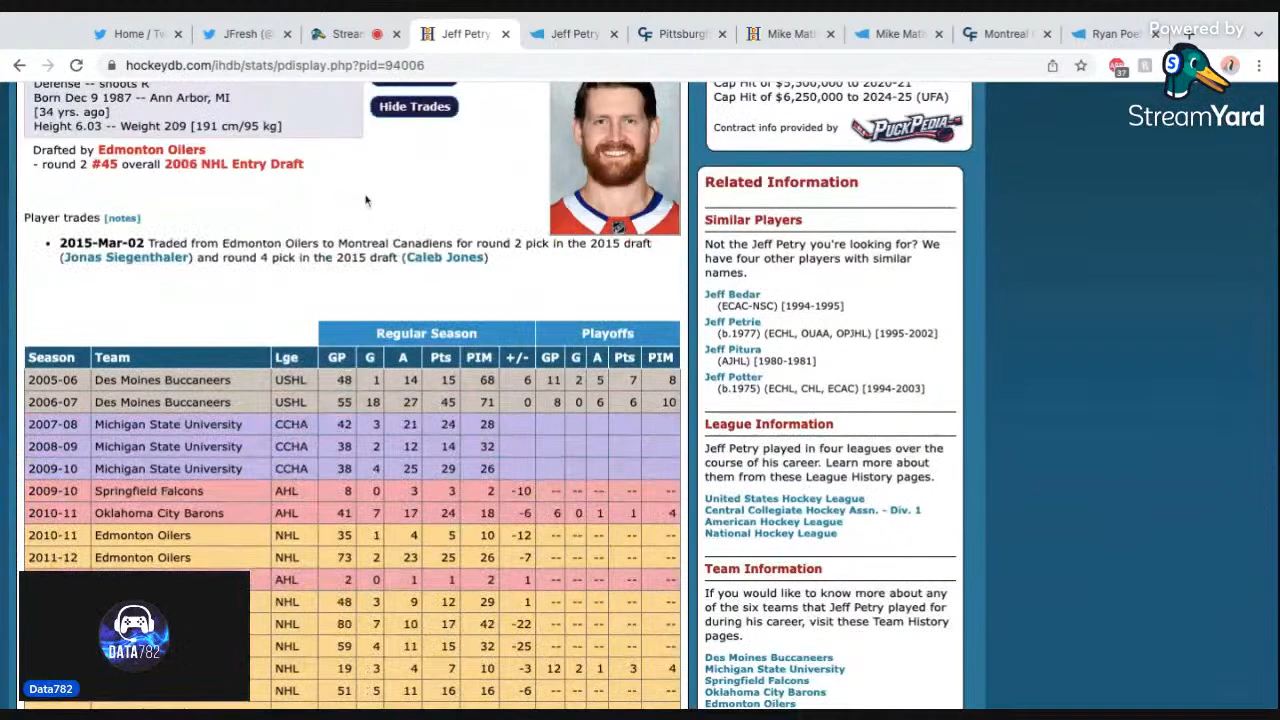 Home / Tw
JFresh (@
Stream
Jeff Petry
Jeff Petry
Pittsburgh
Mike Mat
Mike Mat
Montreal
Ryan Poe
Powered by
hockeydb.com/ihdb/stats/pdisplay.php?pid=94006
37
S
StreamYard
Defense -- shoots R
Born Dec 9 1987 -- Ann Arbor, MI
[34 yrs. ago]
Height 6.03 -- Weight 209 [191 cm/95 kg]
Hide Trades
Drafted by Edmonton Oilers
- round 2 #45 overall 2006 NHL Entry Draft
Player trades [notes]
• 2015-Mar-02 Traded from Edmonton Oilers to Montreal Canadiens for round 2 pick in the 2015 draft
(Jonas Siegenthaler) and round 4 pick in the 2015 draft (Caleb Jones)
Regular Season Playoffs
Season Team Lge GP G A Pts PIM +/- GP G A Pts PIM
2005-06 Des Moines Buccaneers USHL 48 1 14 15 68 6 11 2 5 7 8
2006-07 Des Moines Buccaneers USHL 55 18 27 45 71 0 8 0 6 6 10
2007-08 Michigan State University CCHA 42 3 21 24 28
2008-09 Michigan State University CCHA 38 2 12 14 32
2009-10 Michigan State University CCHA 38 4 25 29 26
2009-10 Springfield Falcons AHL 8 0 3 3 2 -10 -- -- -- -- --
2010-11 Oklahoma City Barons AHL 41 7 17 24 18 -6 6 0 1 1 4
2010-11 Edmonton Oilers NHL 35 1 4 5 10 -12 -- -- -- -- --
2011-12 Edmonton Oilers NHL 73 2 23 25 26 -7 -- -- -- -- --
AHL 2 0 1 1 2 1 -- -- -- -- --
NHL 48 3 9 12 29 1 -- -- -- -- --
NHL 80 7 10 17 42 -22 -- -- -- -- --
NHL 59 4 11 15 32 -25 -- -- -- -- --
NHL 19 3 4 7 10 -3 12 2 1 3 4
NHL 51 5 11 16 16 -6 -- -- -- -- --
DATA782
Data782
Cap Hit of $5,500,000 to 2020-21
Cap Hit of $6,250,000 to 2024-25 (UFA)
Contract info provided by PUCKPEDIA
Related Information
Similar Players
Not the Jeff Petry you're looking for? We
have four other players with similar
names.
Jeff Bedar
(ECAC-NSC) [1994-1995]
Jeff Petrie
(b.1977) (ECHL, OUAA, OPJHL) [1995-2002]
Jeff Pitura
(AJHL) [1980-1981]
Jeff Potter
(b.1975) (ECHL, CHL, ECAC) [1994-2003]
League Information
Jeff Petry played in four leagues over the
course of his career. Learn more about
them from these League History pages.
United States Hockey League
Central Collegiate Hockey Assn. - Div. 1
American Hockey League
National Hockey League
Team Information
If you would like to know more about any
of the six teams that Jeff Petry played for
during his career, visit these Team History
pages.
Des Moines Buccaneers
Michigan State University
Springfield Falcons
Oklahoma City Barons
Edmonton Oilers